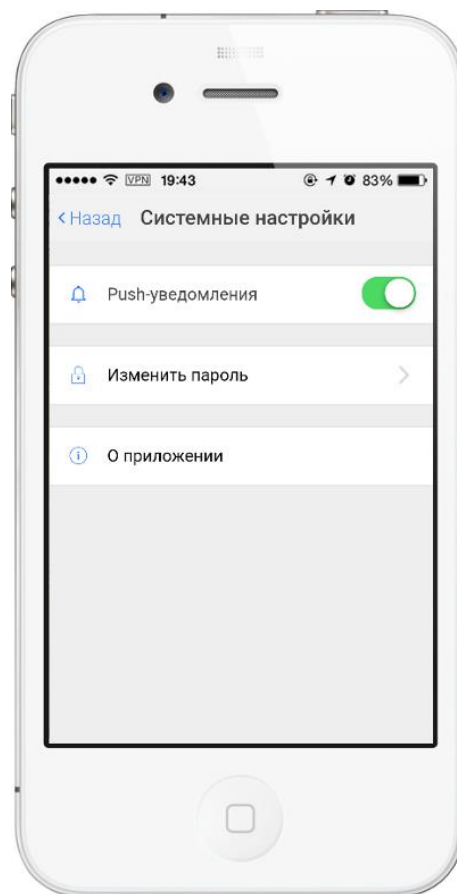 VPN 19:43 83%
Назад Системные настройки
Push-уведомления
Изменить пароль
О приложении